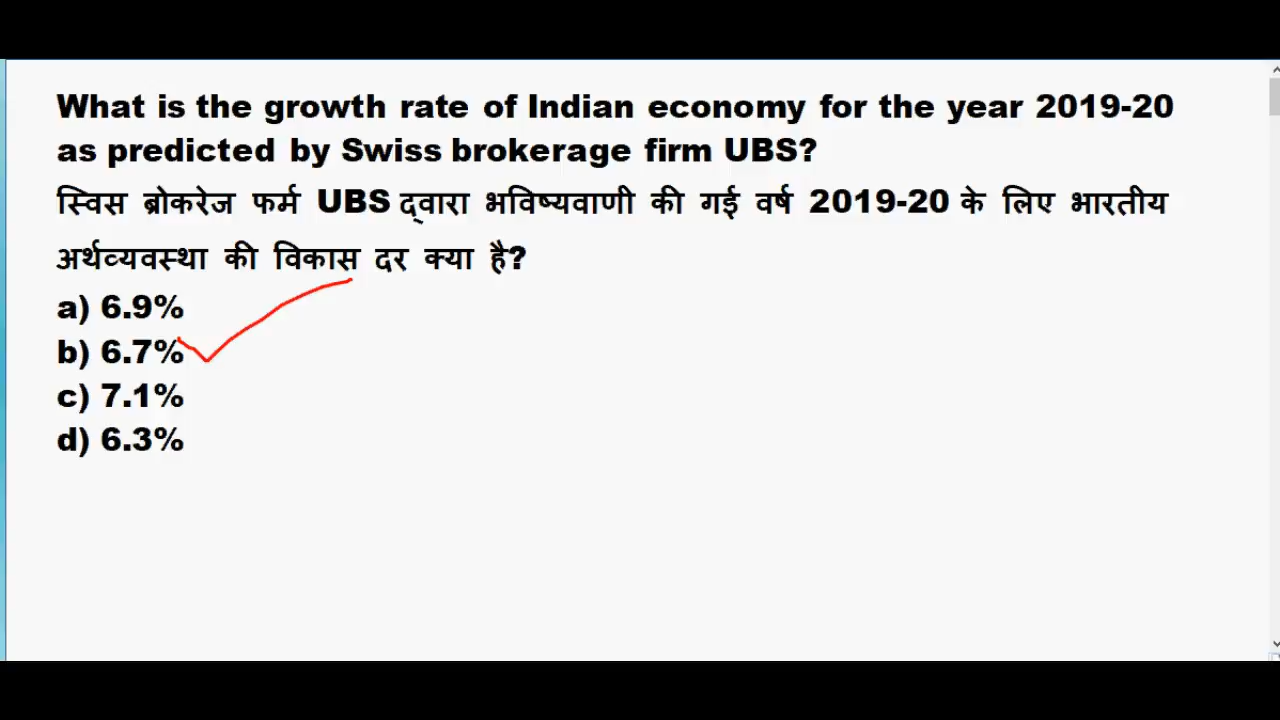 What is the growth rate of Indian economy for the year 2019-20
as predicted by Swiss brokerage firm UBS?
स्विस ब्रोकरेज फर्म UBS द्वारा भविष्यवाणी की गई वर्ष 2019-20 के लिए भारतीय
अर्थव्यवस्था की विकास दर क्या है?
a) 6.9%
b) 6.7%
c) 7.1%
d) 6.3%